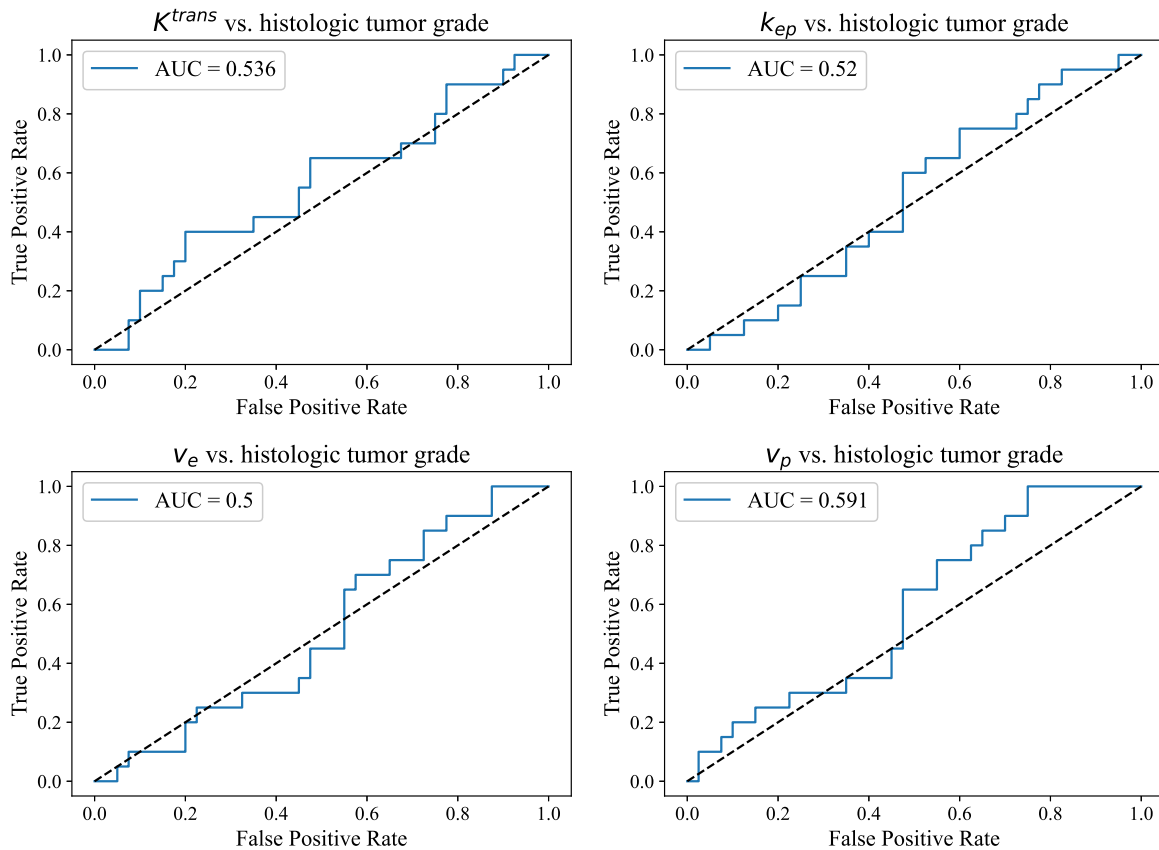 K^trans vs. histologic tumor grade
AUC = 0.536
1.0
0.8
0.6
0.4
0.2
0.0
True Positive Rate
0.0 0.2 0.4 0.6 0.8 1.0
False Positive Rate
k_ep vs. histologic tumor grade
AUC = 0.52
1.0
0.8
0.6
0.4
0.2
0.0
True Positive Rate
0.0 0.2 0.4 0.6 0.8 1.0
False Positive Rate
v_e vs. histologic tumor grade
AUC = 0.5
1.0
0.8
0.6
0.4
0.2
0.0
True Positive Rate
0.0 0.2 0.4 0.6 0.8 1.0
False Positive Rate
v_p vs. histologic tumor grade
AUC = 0.591
1.0
0.8
0.6
0.4
0.2
0.0
True Positive Rate
0.0 0.2 0.4 0.6 0.8 1.0
False Positive Rate